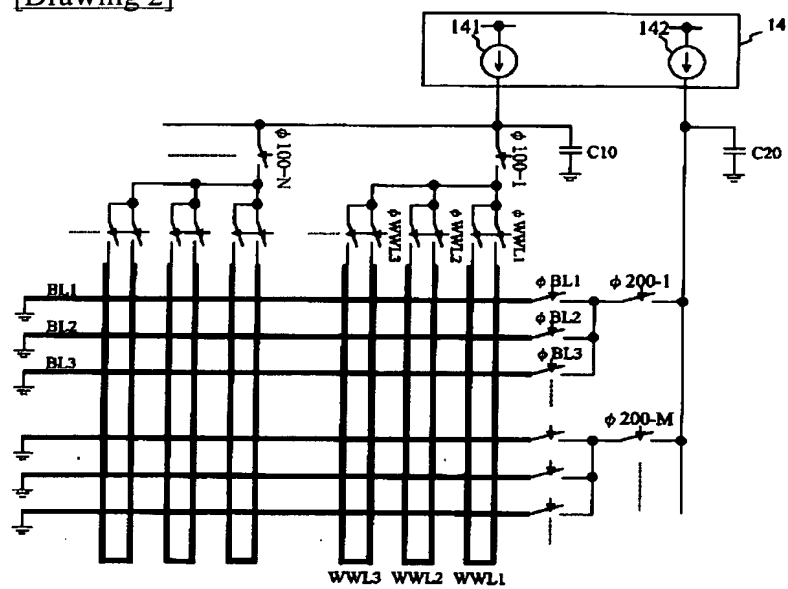 [Drawing 2]
141
142
14
C10
C20
ϕ 100-N
ϕ 100-1
ϕ WWL3
ϕ WWL2
ϕ WWL1
BL1
BL2
BL3
ϕ BL1
ϕ 200-1
ϕ BL2
ϕ BL3
ϕ 200-M
WWL3 WWL2 WWL1